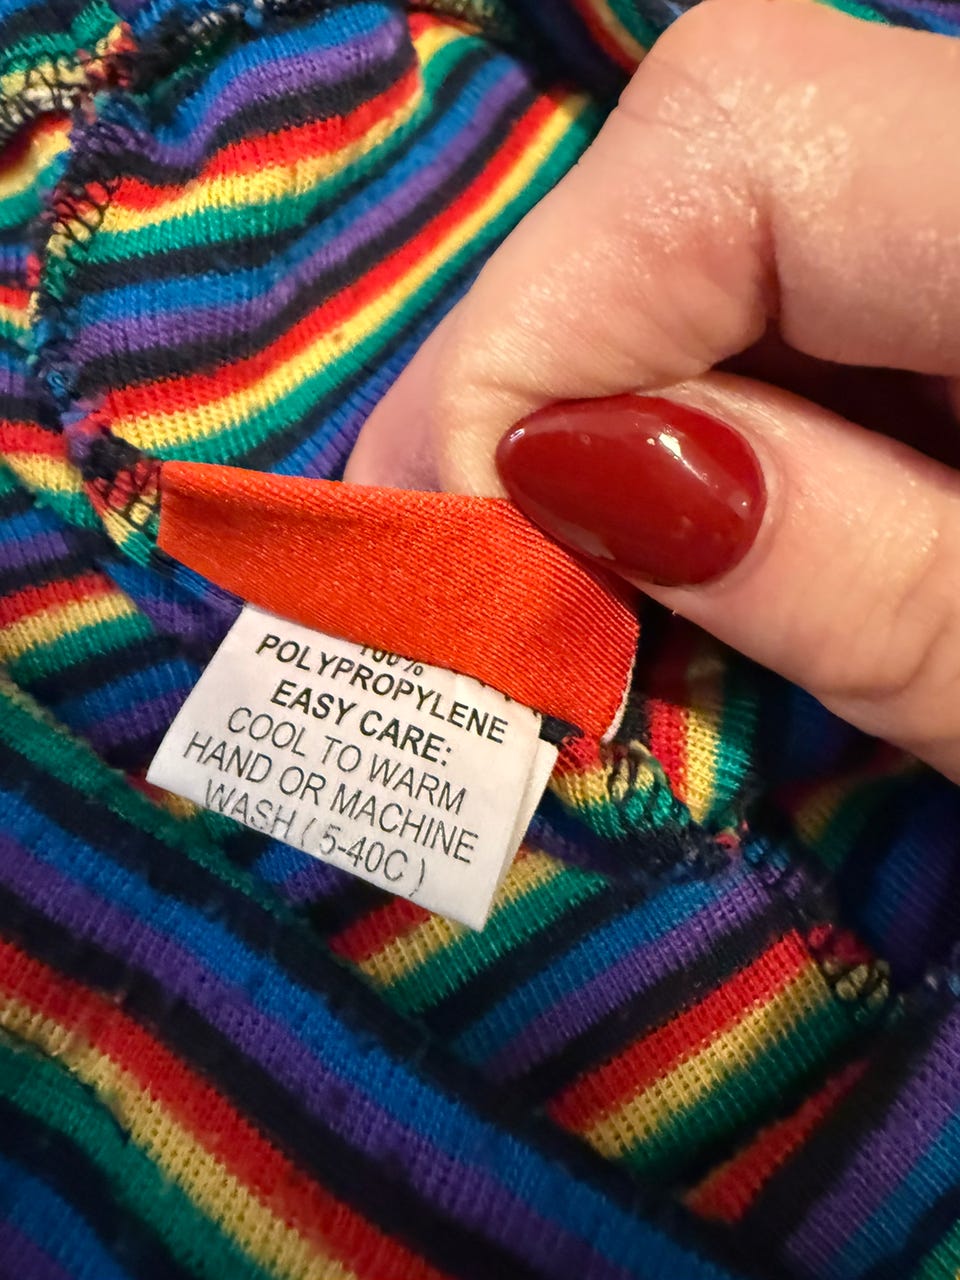 100%
POLYPROPYLENE
EASY CARE:
COOL TO WARM
HAND OR MACHINE
WASH ( 5-40C )